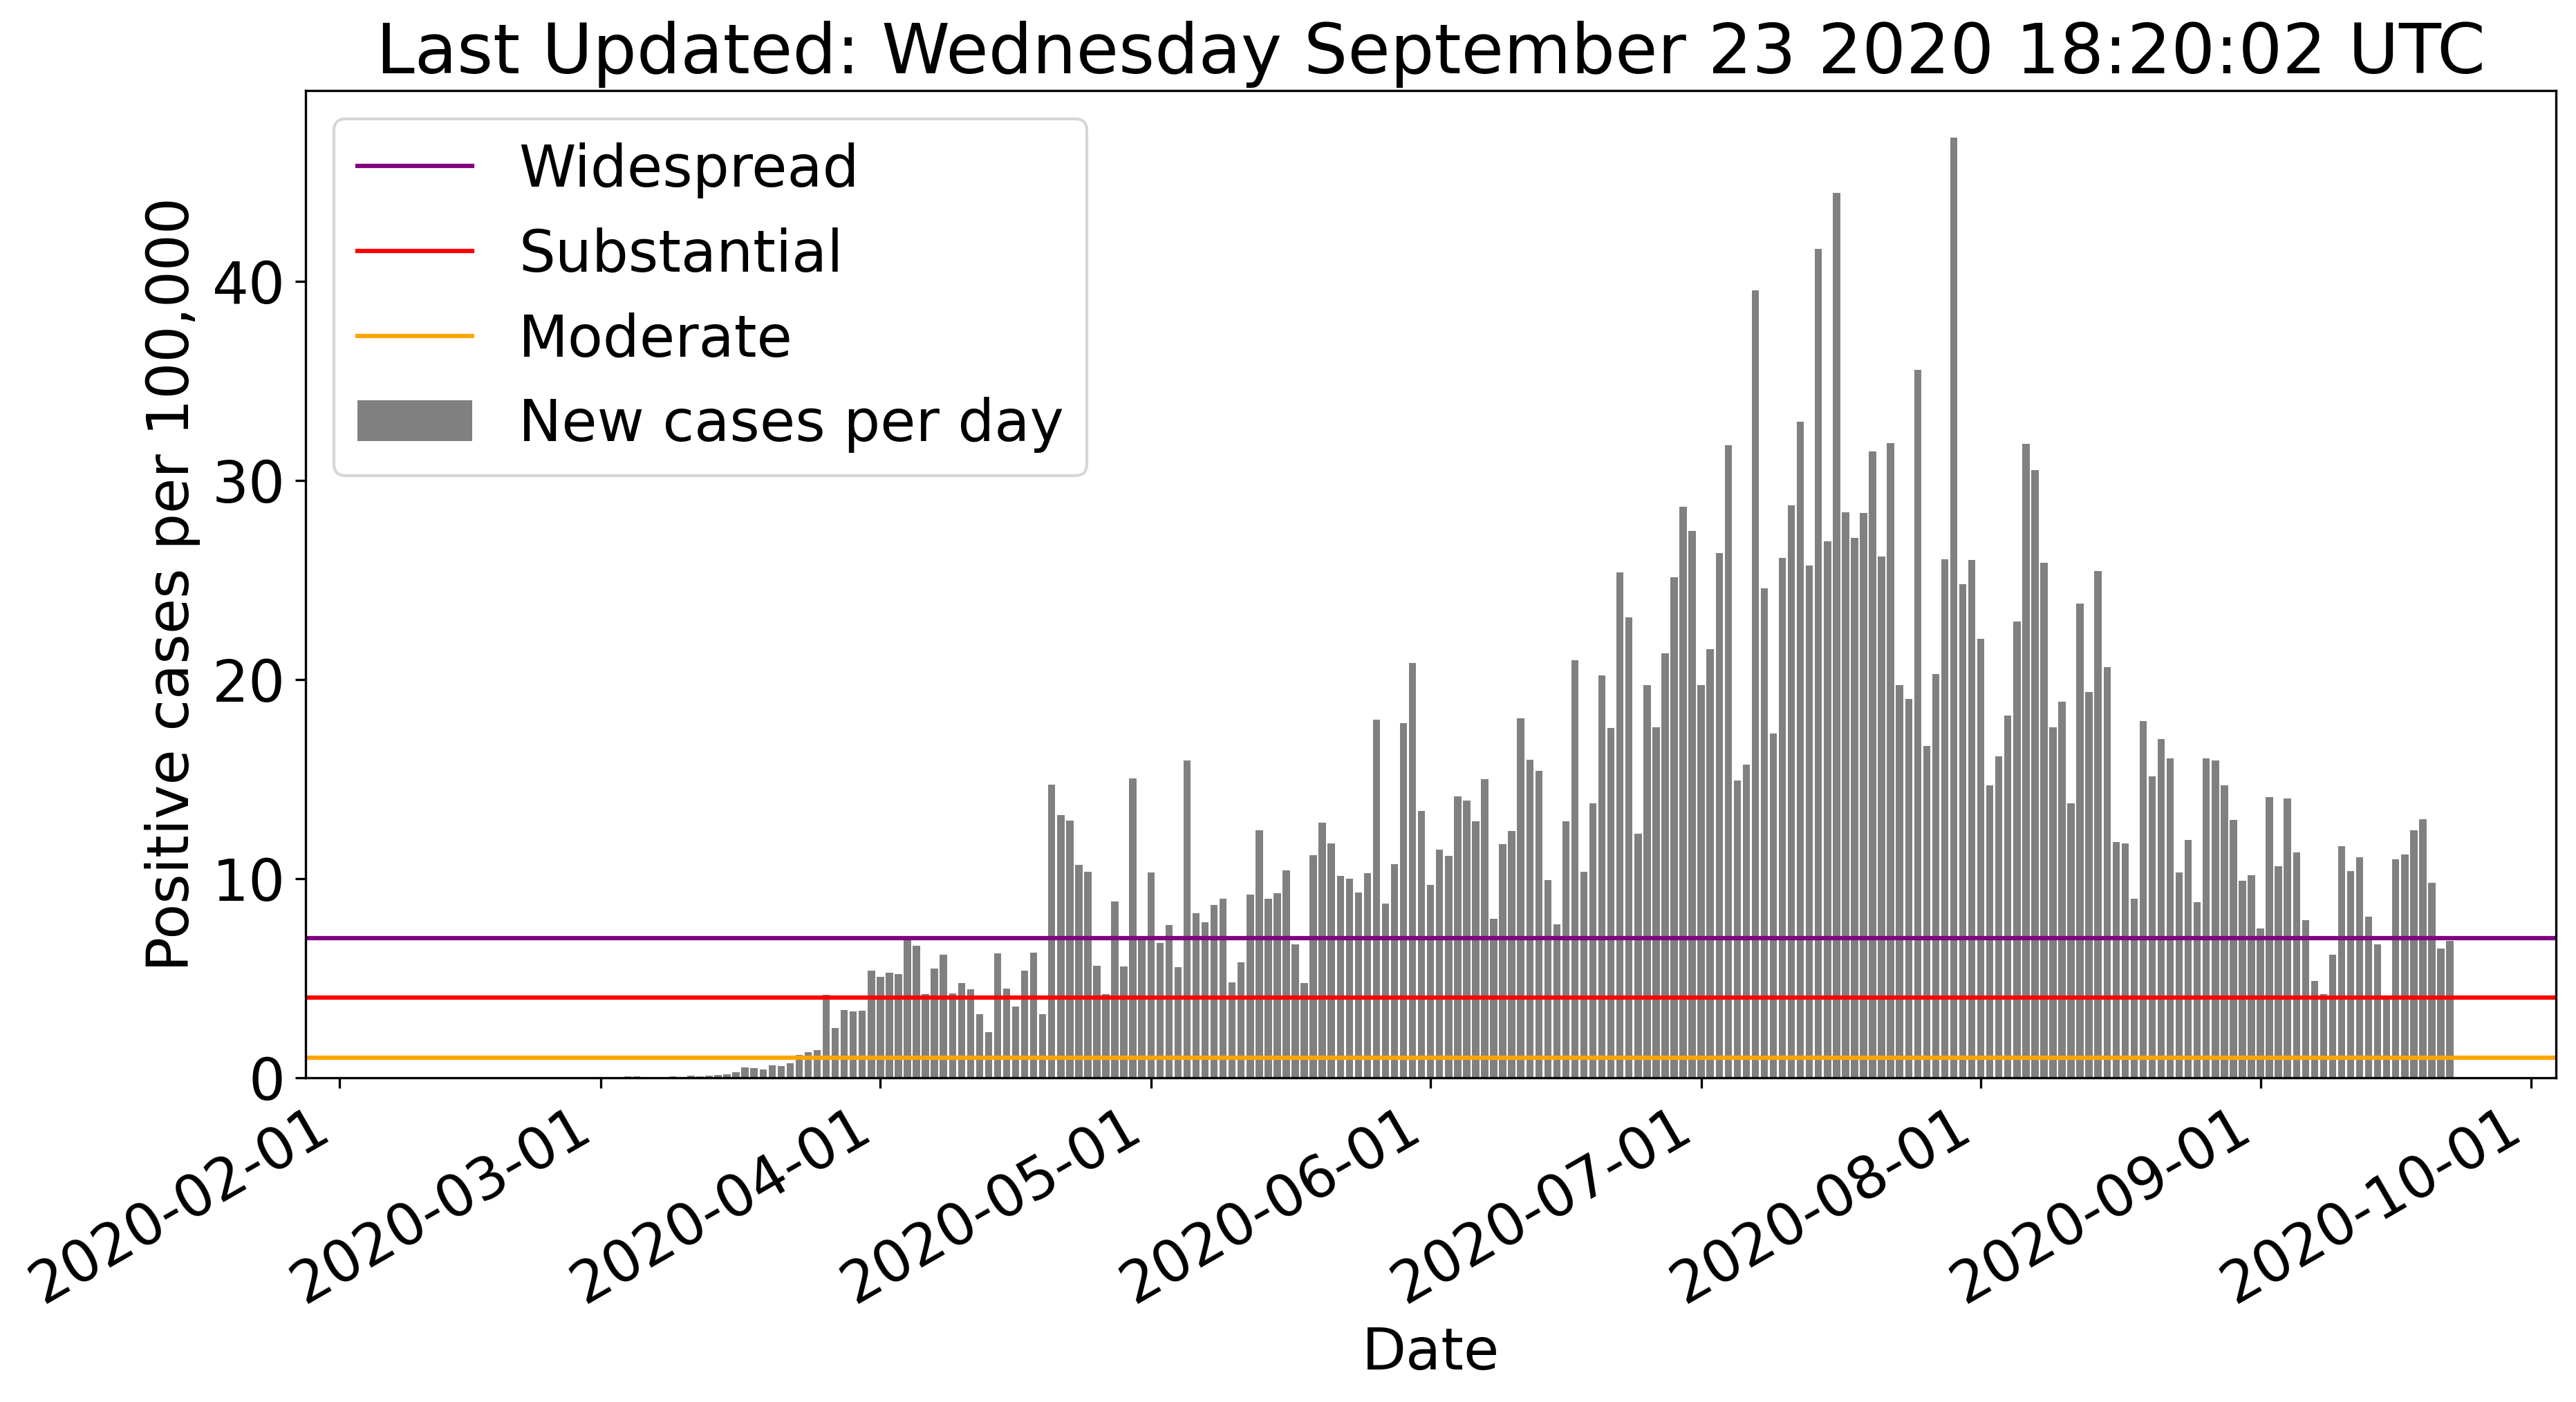 Last Updated: Wednesday September 23 2020 18:20:02 UTC
Widespread
Substantial
Moderate
New cases per day
Positive cases per 100,000
40
30
20
10
0
2020-02-01
2020-03-01
2020-04-01
2020-05-01
2020-06-01
2020-07-01
2020-08-01
2020-09-01
2020-10-01
Date